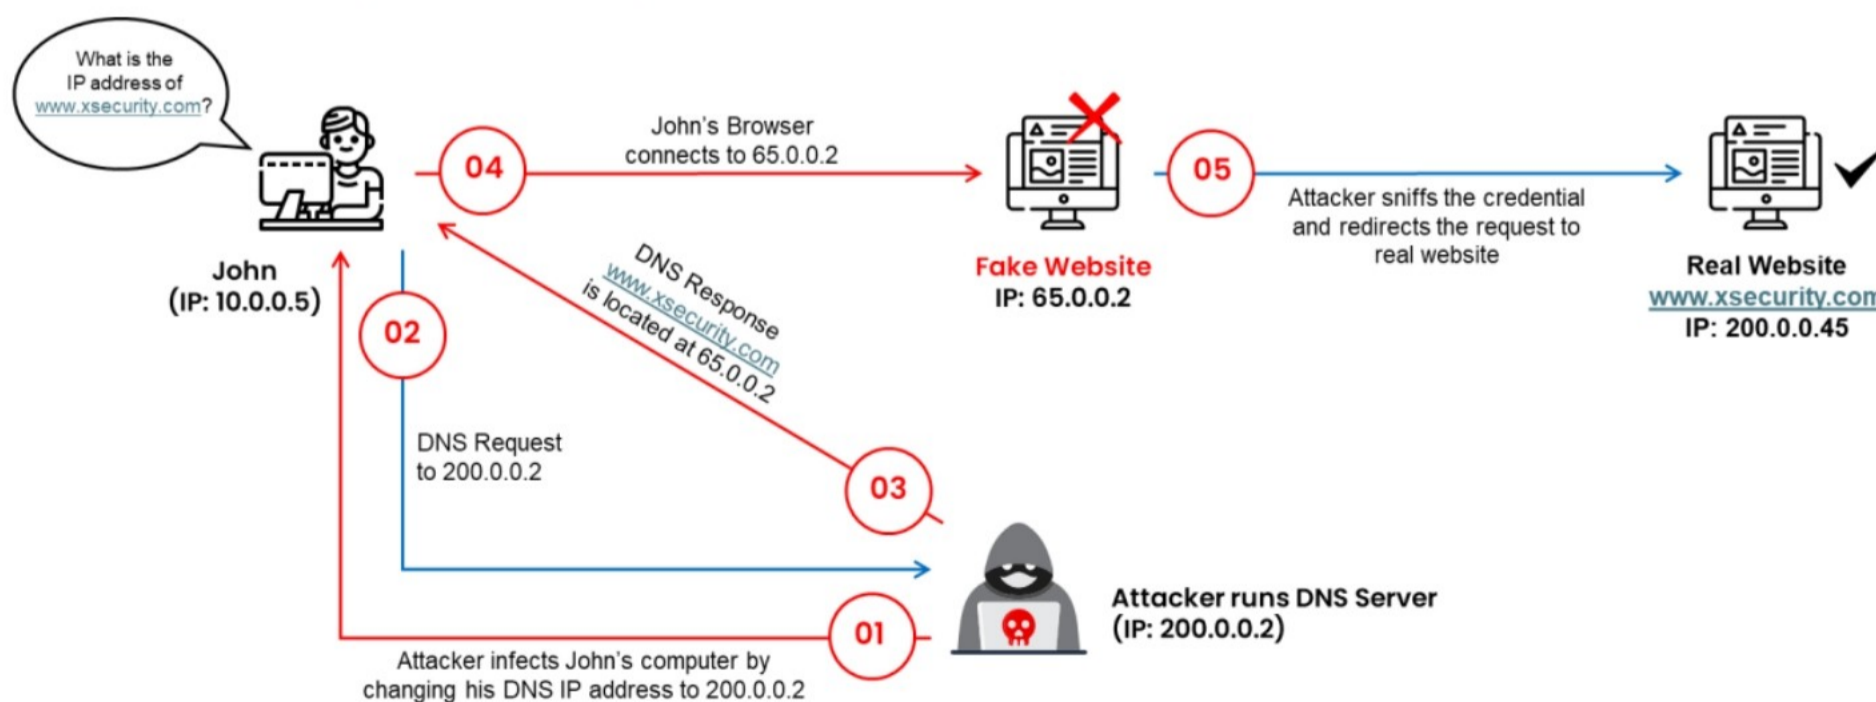 What is the
IP address of
www.xsecurity.com?
John
(IP: 10.0.0.5)
04
John's Browser
connects to 65.0.0.2
Fake Website
IP: 65.0.0.2
05
Attacker sniffs the credential
and redirects the request to
real website
Real Website
www.xsecurity.com
IP: 200.0.0.45
02
DNS Request
to 200.0.0.2
DNS Response
www.xsecurity.com
is located at 65.0.0.2
03
Attacker runs DNS Server
(IP: 200.0.0.2)
01
Attacker infects John's computer by
changing his DNS IP address to 200.0.0.2